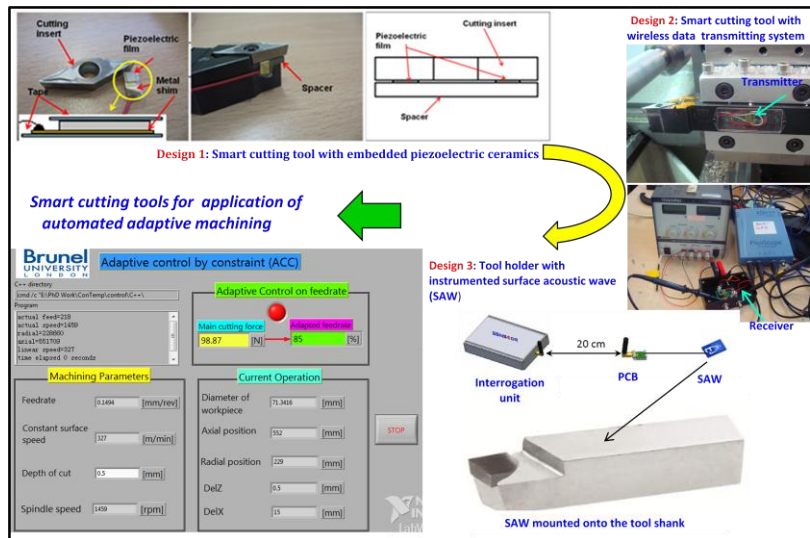 Cutting
insert
Piezoelectric
film
Metal
shim
Tape
Spacer
Piezoelectric
film
Cutting insert
Spacer
Design 1: Smart cutting tool with embedded piezoelectric ceramics
Design 2: Smart cutting tool with
wireless data transmitting system
Transmitter
Receiver
Smart cutting tools for application of
automated adaptive machining
Design 3: Tool holder with
instrumented surface acoustic wave
(SAW)
20 cm
Interrogation
unit
PCB
SAW
SAW mounted onto the tool shank
Brunel
UNIVERSITY
LONDON
Adaptive control by constraint (ACC)
C++ directory
cmd /c "E:\PhD Work\ConTemp\control\C++\
Program
actual feed=218
actual speed=1459
radial=228660
axial=551709
linear speed=327
time elapsed 0 seconds
Adaptive Control on feedrate
Main cutting force
98.87
[N]
Adapted feedrate
85
[%]
Machining Parameters
Feedrate
0.1494
[mm/rev]
Constant surface
speed
327
[m/min]
Depth of cut
0.5
[mm]
Spindle speed
1459
[rpm]
Current Operation
Diameter of
workpiece
71.3416
[mm]
Axial position
552
[mm]
Radial position
229
[mm]
DelZ
0.5
[mm]
DelX
15
[mm]
STOP